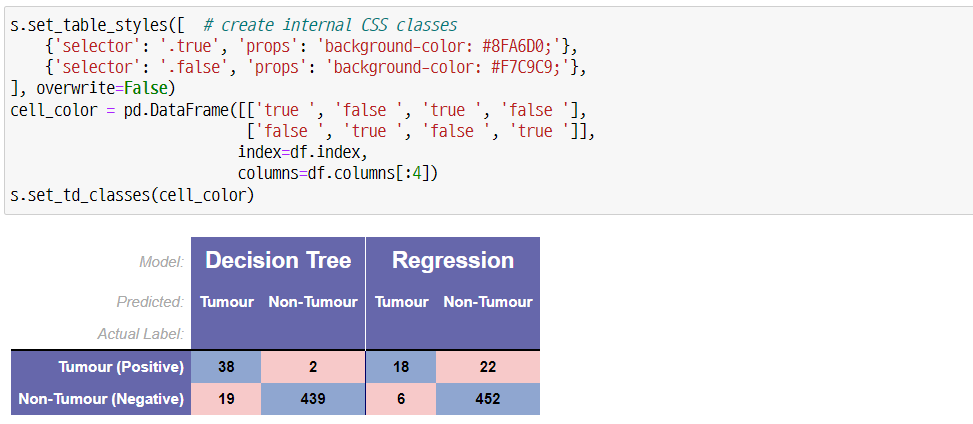 s.set_table_styles([  # create internal CSS classes
    {'selector': '.true', 'props': 'background-color: #8FA6D0;'},
    {'selector': '.false', 'props': 'background-color: #F7C9C9;'},
], overwrite=False)
cell_color = pd.DataFrame([['true ', 'false ', 'true ', 'false '],
                           ['false ', 'true ', 'false ', 'true ']],
                          index=df.index,
                          columns=df.columns[:4])
s.set_td_classes(cell_color)
Model: Decision Tree Regression
Predicted: Tumour Non-Tumour Tumour Non-Tumour
Actual Label:
Tumour (Positive) 38 2 18 22
Non-Tumour (Negative) 19 439 6 452